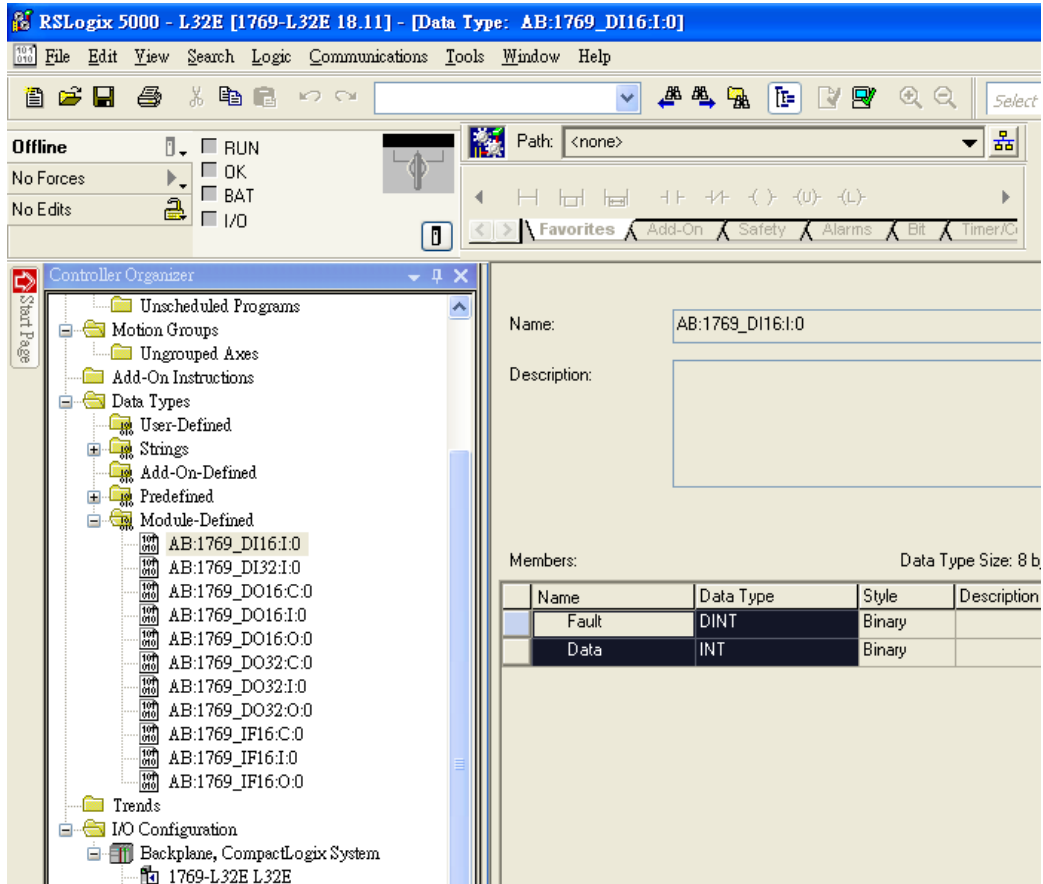 RSLogix 5000 - L32E [1769-L32E 18.11] - [Data Type: AB:1769_DI16:I:0]
File Edit View Search Logic Communications Tools Window Help
Select
Offline
RUN
No Forces
OK
No Edits
BAT
I/O
Path: <none>
Favorites Add-On Safety Alarms Bit Timer/C
Start Page
Controller Organizer
Unscheduled Programs
Motion Groups
Ungrouped Axes
Add-On Instructions
Data Types
User-Defined
Strings
Add-On-Defined
Predefined
Module-Defined
AB:1769_DI16:I:0
AB:1769_DI32:I:0
AB:1769_DO16:C:0
AB:1769_DO16:I:0
AB:1769_DO16:O:0
AB:1769_DO32:C:0
AB:1769_DO32:I:0
AB:1769_DO32:O:0
AB:1769_IF16:C:0
AB:1769_IF16:I:0
AB:1769_IF16:O:0
Trends
I/O Configuration
Backplane, CompactLogix System
1769-L32E L32E
Name: AB:1769_DI16:I:0
Description:
Members: Data Type Size: 8 b
Name Data Type Style Description
Fault DINT Binary
Data INT Binary